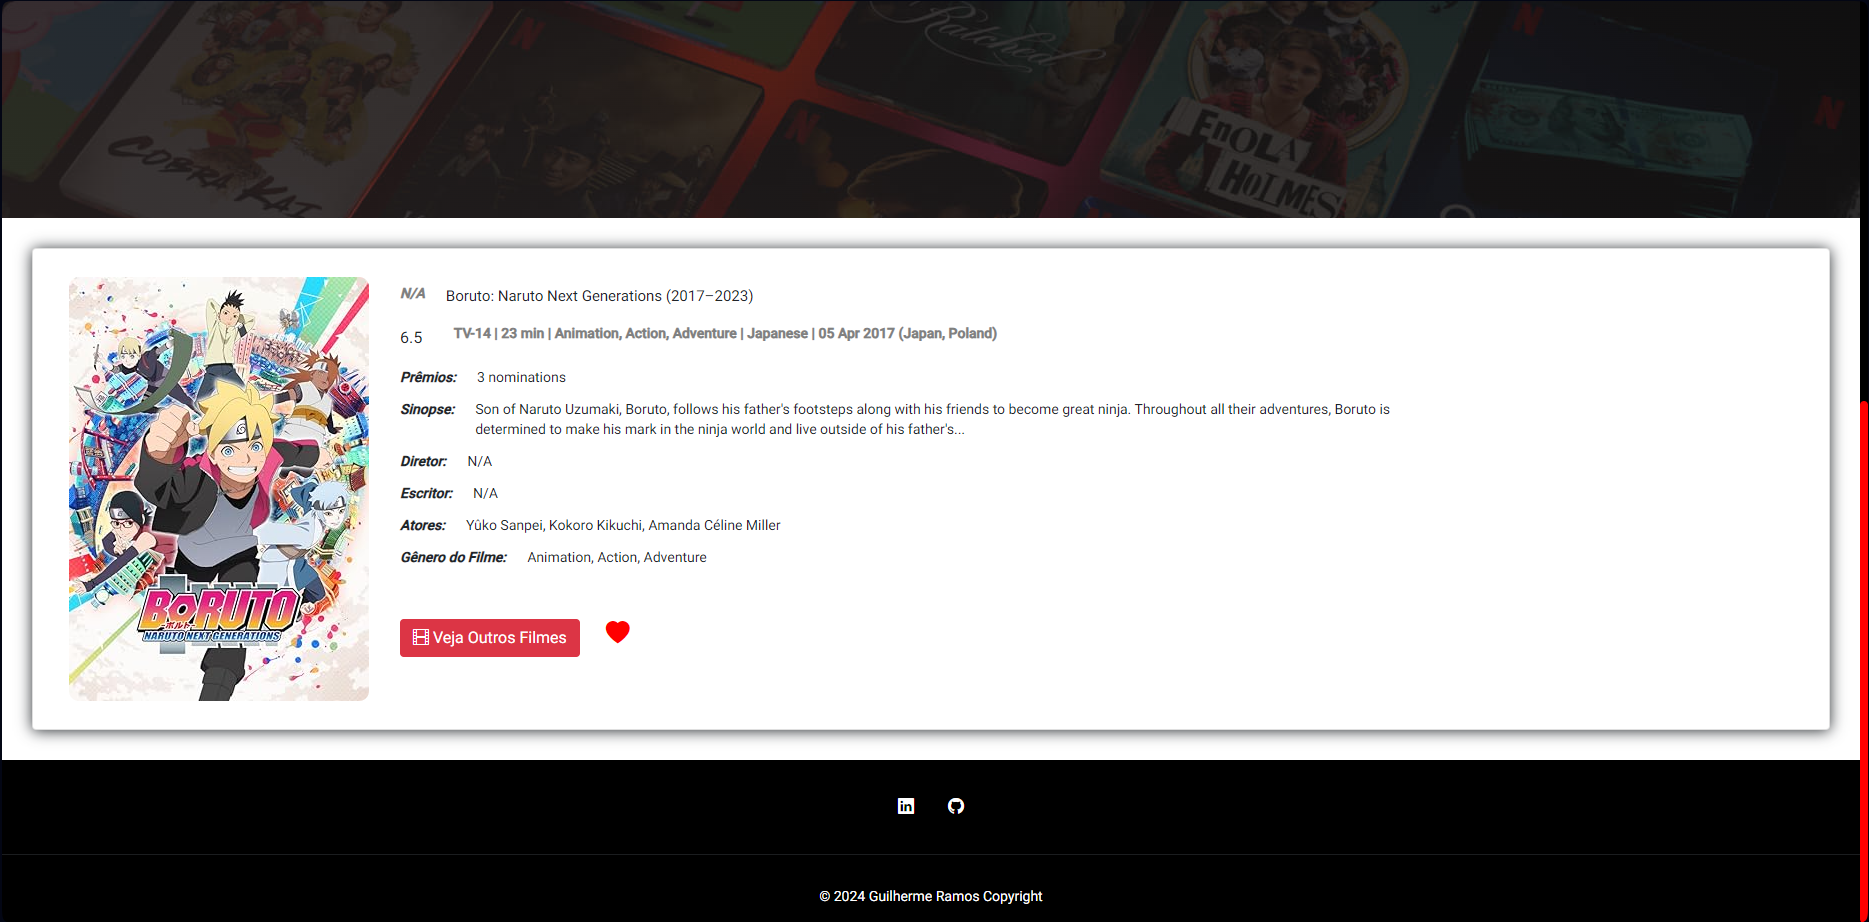 Ratched
COBRA KAI
ENOLA
HOLMES
N/A Boruto: Naruto Next Generations (2017–2023)
6.5 TV-14 | 23 min | Animation, Action, Adventure | Japanese | 05 Apr 2017 (Japan, Poland)
Prêmios: 3 nominations
Sinopse: Son of Naruto Uzumaki, Boruto, follows his father's footsteps along with his friends to become great ninja. Throughout all their adventures, Boruto is
determined to make his mark in the ninja world and live outside of his father's...
Diretor: N/A
Escritor: N/A
Atores: Yûko Sanpei, Kokoro Kikuchi, Amanda Céline Miller
Gênero do Filme: Animation, Action, Adventure
BORUTO
-ボルト-
NARUTO NEXT GENERATIONS
Veja Outros Filmes
in
© 2024 Guilherme Ramos Copyright